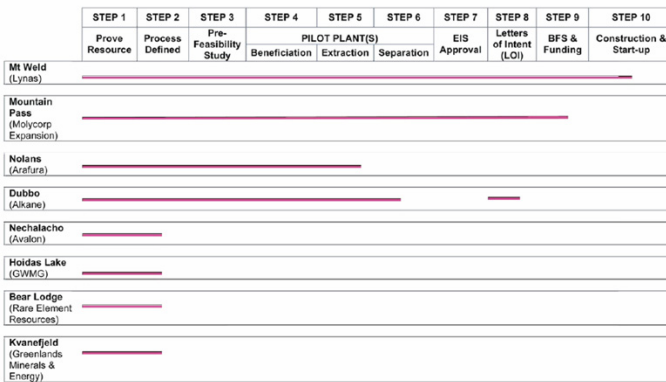 STEP 1 STEP 2 STEP 3 STEP 4 STEP 5 STEP 6 STEP 7 STEP 8 STEP 9 STEP 10
Prove Resource
Process Defined
Pre-Feasibility Study
PILOT PLANT(S)
Beneficiation Extraction Separation
EIS Approval
Letters of Intent (LOI)
BFS & Funding
Construction & Start-up
Mt Weld
(Lynas)
Mountain
Pass
(Molycorp
Expansion)
Nolans
(Arafura)
Dubbo
(Alkane)
Nechalacho
(Avalon)
Hoidas Lake
(GWMG)
Bear Lodge
(Rare Element
Resources)
Kvanefjeld
(Greenlands
Minerals &
Energy)